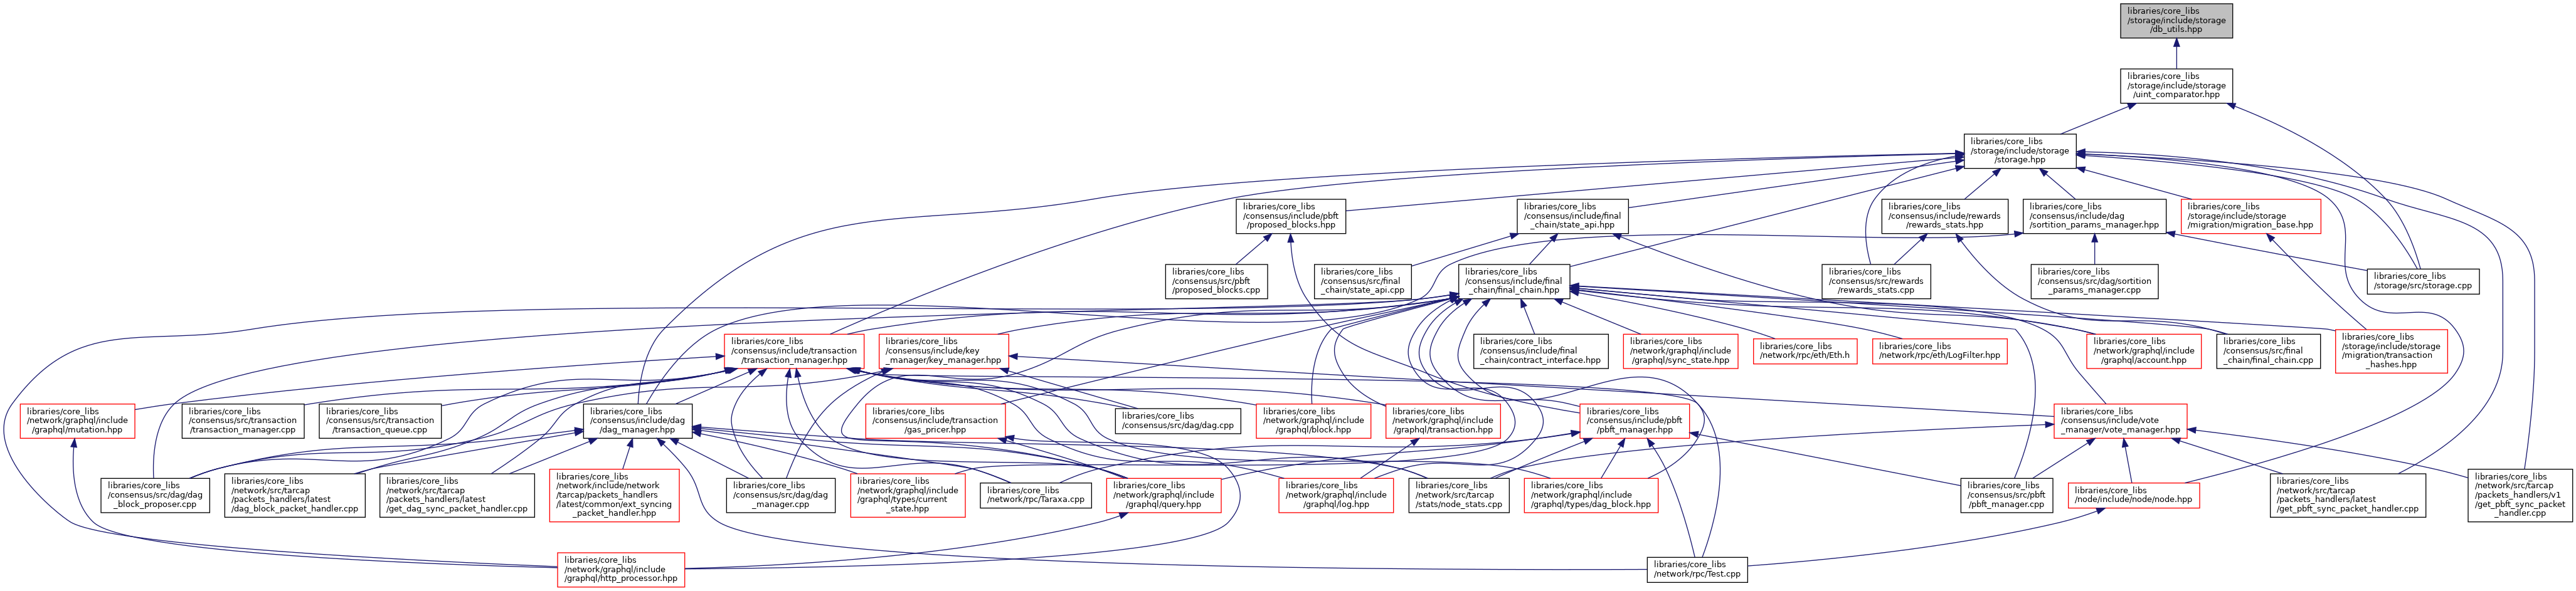 libraries/core_libs
/storage/include/storage
/db_utils.hpp
libraries/core_libs
/storage/include/storage
/uint_comparator.hpp
libraries/core_libs
/storage/include/storage
/storage.hpp
libraries/core_libs
/consensus/include/pbft
/proposed_blocks.hpp
libraries/core_libs
/consensus/include/final
_chain/state_api.hpp
libraries/core_libs
/consensus/include/rewards
/rewards_stats.hpp
libraries/core_libs
/consensus/include/dag
/sortition_params_manager.hpp
libraries/core_libs
/storage/include/storage
/migration/migration_base.hpp
libraries/core_libs
/consensus/src/pbft
/proposed_blocks.cpp
libraries/core_libs
/consensus/src/final
_chain/state_api.cpp
libraries/core_libs
/consensus/include/final
_chain/final_chain.hpp
libraries/core_libs
/consensus/src/rewards
/rewards_stats.cpp
libraries/core_libs
/consensus/src/dag/sortition
_params_manager.cpp
libraries/core_libs
/storage/src/storage.cpp
libraries/core_libs
/consensus/include/transaction
/transaction_manager.hpp
libraries/core_libs
/consensus/include/key
_manager/key_manager.hpp
libraries/core_libs
/consensus/include/final
_chain/contract_interface.hpp
libraries/core_libs
/network/graphql/include
/graphql/sync_state.hpp
libraries/core_libs
/network/rpc/eth/Eth.h
libraries/core_libs
/network/rpc/eth/LogFilter.hpp
libraries/core_libs
/network/graphql/include
/graphql/account.hpp
libraries/core_libs
/consensus/src/final
_chain/final_chain.cpp
libraries/core_libs
/storage/include/storage
/migration/transaction
_hashes.hpp
libraries/core_libs
/network/graphql/include
/graphql/mutation.hpp
libraries/core_libs
/consensus/src/transaction
/transaction_manager.cpp
libraries/core_libs
/consensus/src/transaction
/transaction_queue.cpp
libraries/core_libs
/consensus/include/dag
/dag_manager.hpp
libraries/core_libs
/consensus/include/transaction
/gas_pricer.hpp
libraries/core_libs
/consensus/src/dag/dag.cpp
libraries/core_libs
/network/graphql/include
/graphql/block.hpp
libraries/core_libs
/network/graphql/include
/graphql/transaction.hpp
libraries/core_libs
/consensus/include/pbft
/pbft_manager.hpp
libraries/core_libs
/consensus/include/vote
_manager/vote_manager.hpp
libraries/core_libs
/consensus/src/dag/dag
_block_proposer.cpp
libraries/core_libs
/network/src/tarcap
/packets_handlers/latest
/dag_block_packet_handler.cpp
libraries/core_libs
/network/src/tarcap
/packets_handlers/latest
/get_dag_sync_packet_handler.cpp
libraries/core_libs
/network/include/network
/tarcap/packets_handlers
/latest/common/ext_syncing
_packet_handler.hpp
libraries/core_libs
/consensus/src/dag/dag
_manager.cpp
libraries/core_libs
/network/graphql/include
/graphql/types/current
_state.hpp
libraries/core_libs
/network/rpc/Taraxa.cpp
libraries/core_libs
/network/graphql/include
/graphql/query.hpp
libraries/core_libs
/network/graphql/include
/graphql/log.hpp
libraries/core_libs
/network/src/tarcap
/stats/node_stats.cpp
libraries/core_libs
/network/graphql/include
/graphql/types/dag_block.hpp
libraries/core_libs
/consensus/src/pbft
/pbft_manager.cpp
libraries/core_libs
/node/include/node/node.hpp
libraries/core_libs
/network/src/tarcap
/packets_handlers/latest
/get_pbft_sync_packet_handler.cpp
libraries/core_libs
/network/src/tarcap
/packets_handlers/v1
/get_pbft_sync_packet
_handler.cpp
libraries/core_libs
/network/graphql/include
/graphql/http_processor.hpp
libraries/core_libs
/network/rpc/Test.cpp